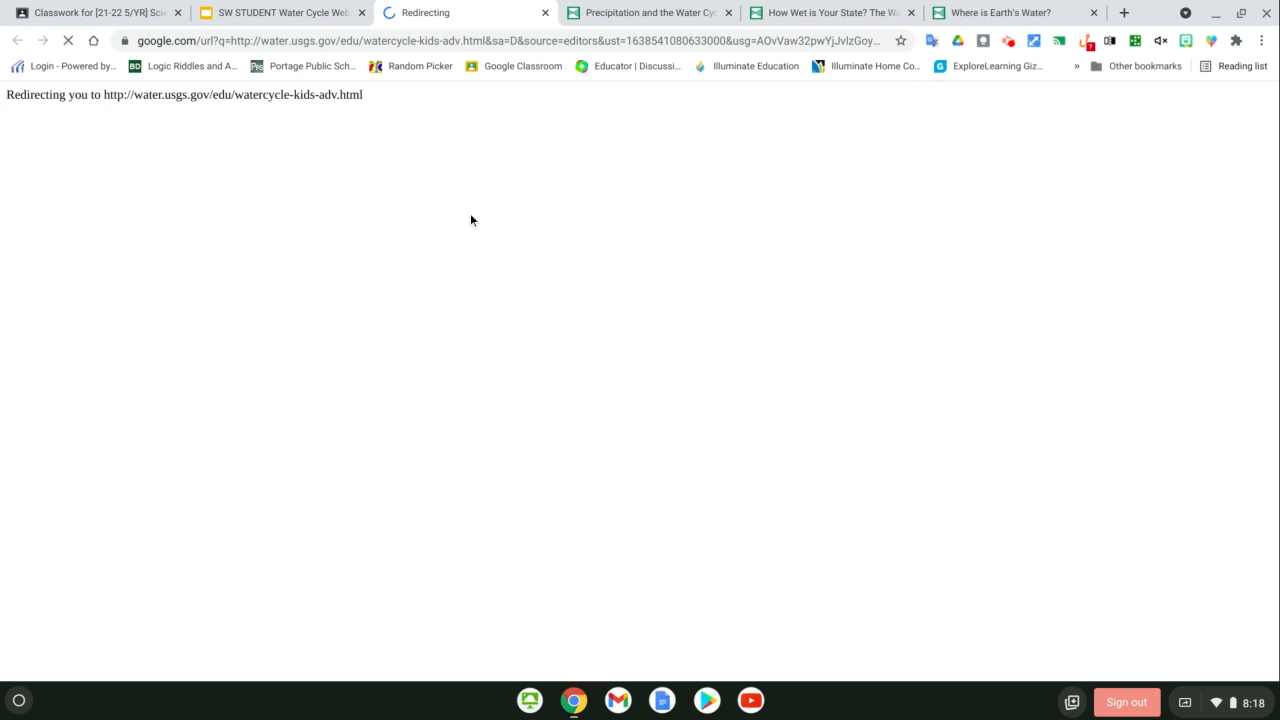 Classwork for [21-22 5/YR] Scie
SW STUDENT Water Cycle Web
Redirecting
Precipitation and the Water Cyc
How Wet is Your State? The Wa
Where is Earth's Water?
google.com/url?q=http://water.usgs.gov/edu/watercycle-kids-adv.html&sa=D&source=editors&ust=1638541080633000&usg=AOvVaw32pwYjJvlzGoy...
Login - Powered by...
BD Logic Riddles and A...
PPS Portage Public Sch...
Random Picker
Google Classroom
Educator | Discussi...
Illuminate Education
Illuminate Home Co...
G ExploreLearning Giz...
» Other bookmarks
Reading list
Redirecting you to http://water.usgs.gov/edu/watercycle-kids-adv.html
Sign out
8:18